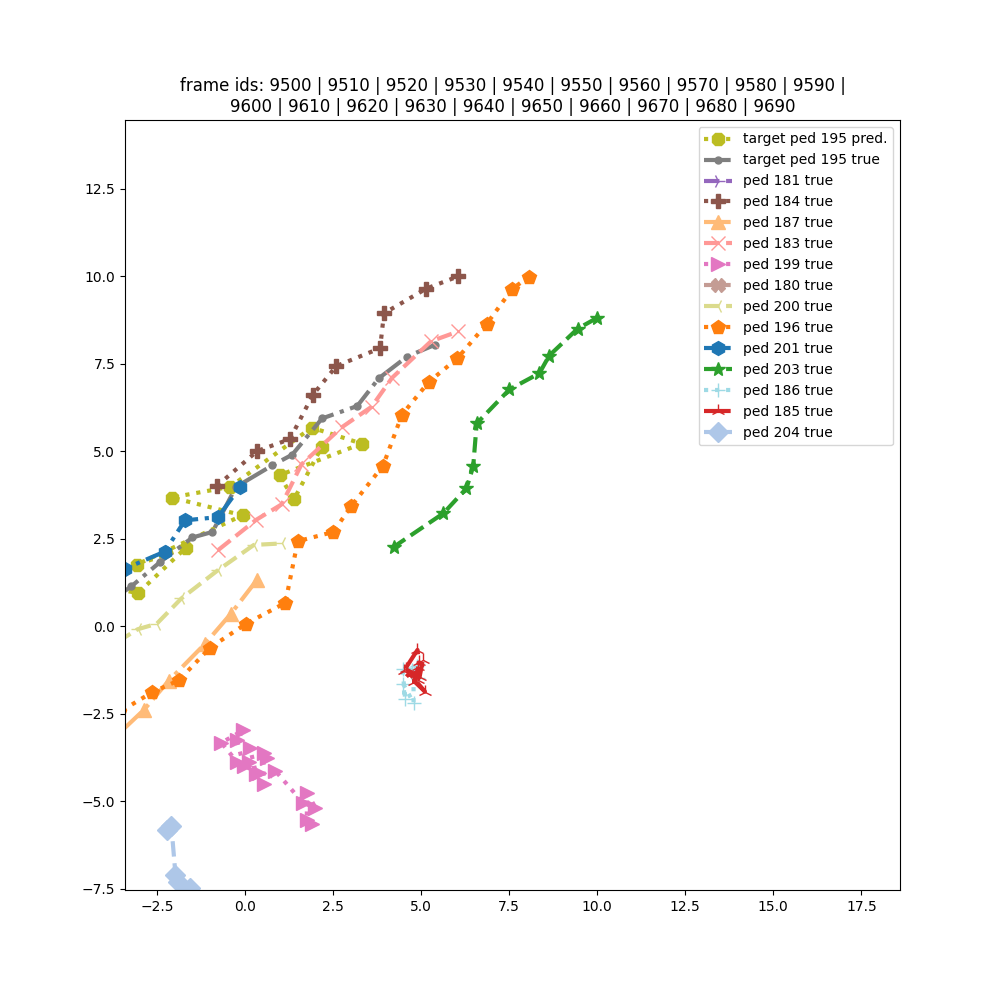 frame ids: 9500 | 9510 | 9520 | 9530 | 9540 | 9550 | 9560 | 9570 | 9580 | 9590 |
9600 | 9610 | 9620 | 9630 | 9640 | 9650 | 9660 | 9670 | 9680 | 9690
target ped 195 pred.
target ped 195 true
ped 181 true
ped 184 true
ped 187 true
ped 183 true
ped 199 true
ped 180 true
ped 200 true
ped 196 true
ped 201 true
ped 203 true
ped 186 true
ped 185 true
ped 204 true
12.5
10.0
7.5
5.0
2.5
0.0
−2.5
−5.0
−7.5
−2.5 0.0 2.5 5.0 7.5 10.0 12.5 15.0 17.5